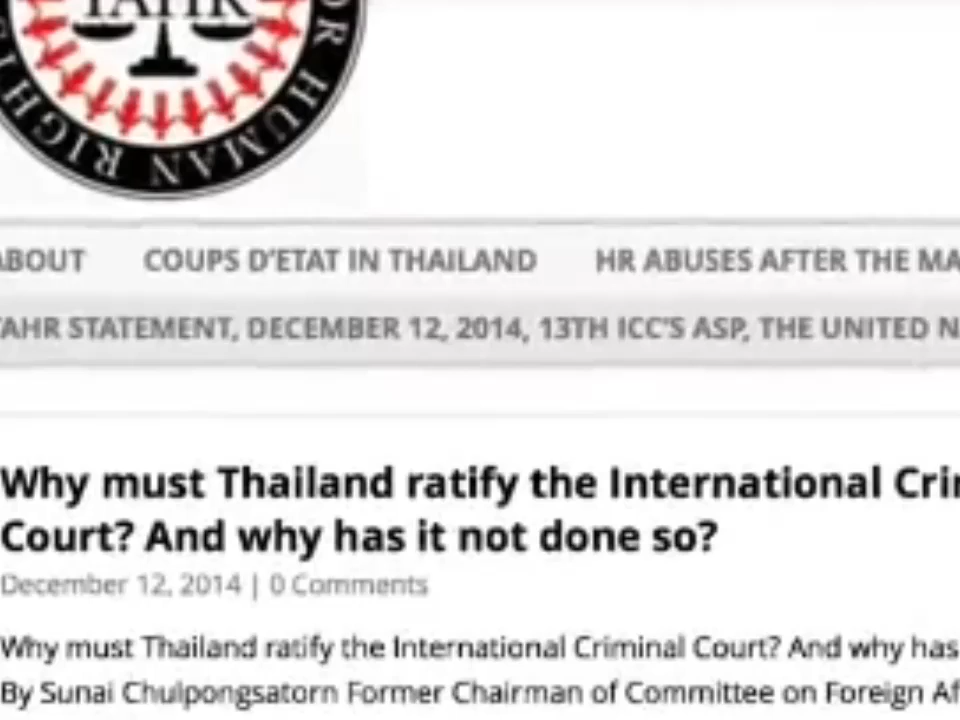 TAHR
OR HUMAN RIGHT
ABOUT COUPS D'ETAT IN THAILAND HR ABUSES AFTER THE MA
TAHR STATEMENT, DECEMBER 12, 2014, 13TH ICC'S ASP, THE UNITED N
Why must Thailand ratify the International Crim
Court? And why has it not done so?
December 12, 2014 | 0 Comments
Why must Thailand ratify the International Criminal Court? And why has
By Sunai Chulpongsatorn Former Chairman of Committee on Foreign Af